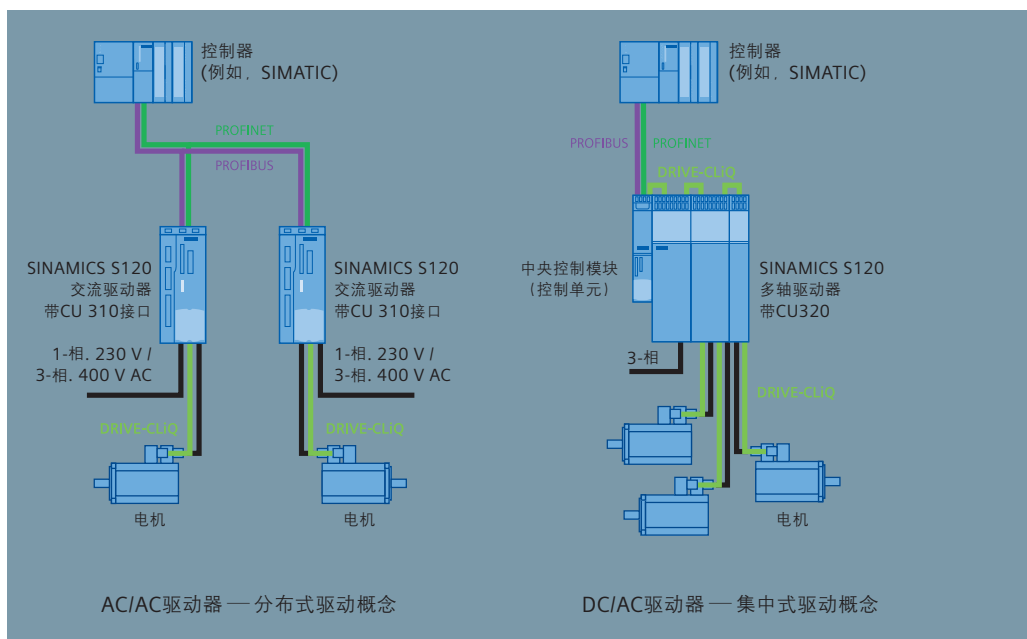 控制器
(例如，SIMATIC)
PROFINET
PROFIBUS
SINAMICS S120
交流驱动器
带CU 310接口
SINAMICS S120
交流驱动器
带CU 310接口
1-相. 230 V /
3-相. 400 V AC
1-相. 230 V /
3-相. 400 V AC
DRIVE-CLiQ
DRIVE-CLiQ
电机
电机
AC/AC驱动器 — 分布式驱动概念
控制器
(例如，SIMATIC)
PROFIBUS
PROFINET
DRIVE-CLiQ
中央控制模块
（控制单元）
SINAMICS S120
多轴驱动器
带CU320
3-相
DRIVE-CLiQ
电机
DC/AC驱动器 — 集中式驱动概念